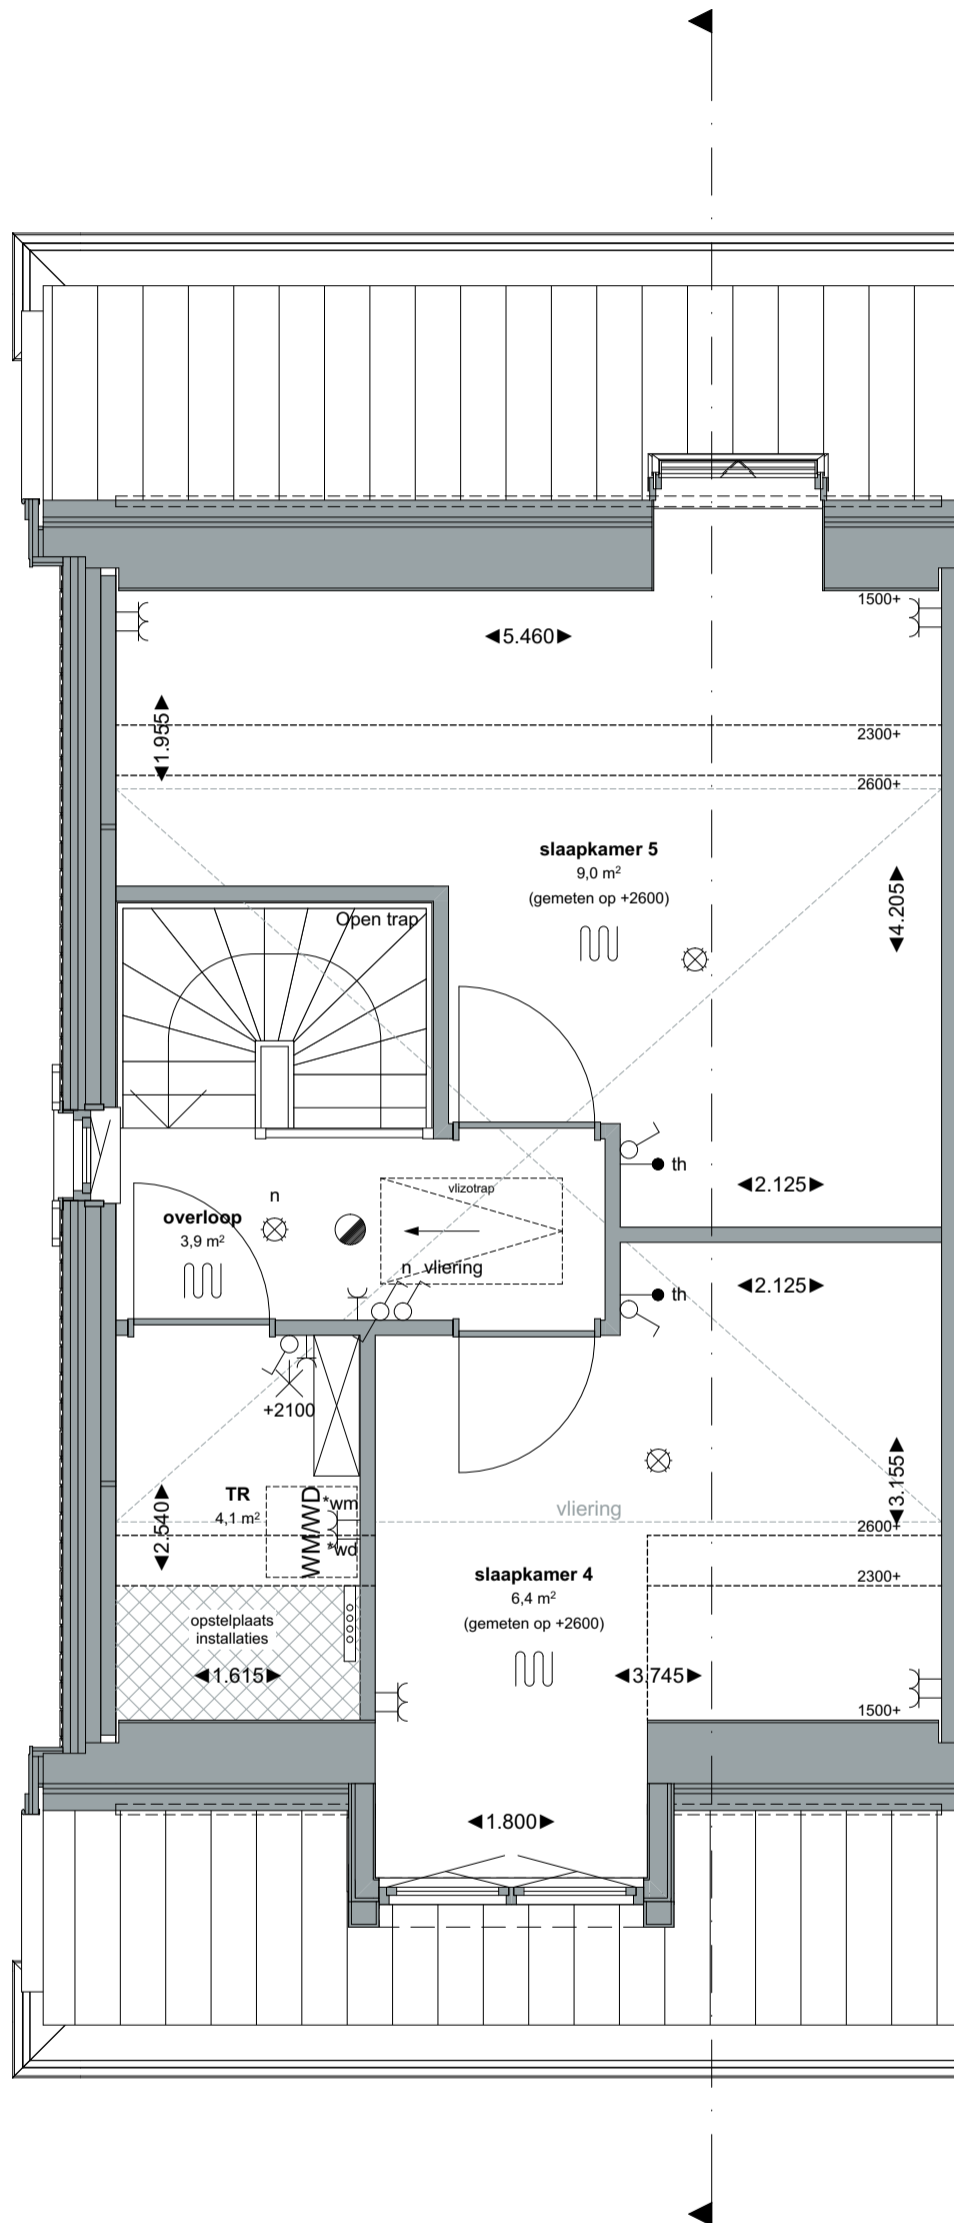 1500+
◄5.460►
◄1.955►
2300+
2600+
slaapkamer 5
9,0 m²
(gemeten op +2600)
◄4.205►
Open trap
th
◄2.125►
vlizotrap
n
overloop
3,9 m²
n vliering
◄2.125►
th
+2100
◄3.155►
TR
4,1 m²
WM/WD
*wm
*wd
◄2.540►
vliering
2600+
2300+
slaapkamer 4
6,4 m²
(gemeten op +2600)
opstelplaats
installaties
◄1.615►
◄3.745►
1500+
◄1.800►